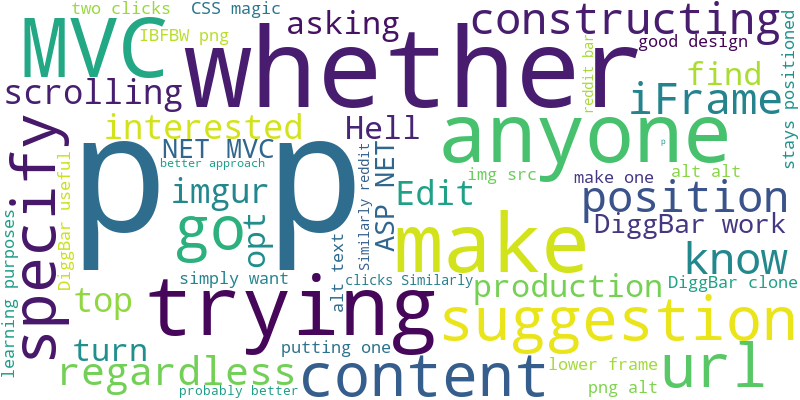 two clicks
CSS magic
asking
constructing
MVC
IBFBW png
whether
reddit bar
good design
stays positioned
scrolling
find
iFrame
interested
Hell
anyone
specify
p p
NET MVC
better approach
ASP NET
Similarly reddit
img src
make one
alt alt
p
DiggBar useful
imgur
Edit
position
learning purposes
go
opt
make
DiggBar work
know
alt text
simply want
clicks Similarly
production
DiggBar clone
top
trying
suggestion
turn
putting one
url
regardless
content
lower frame
probably better
png alt